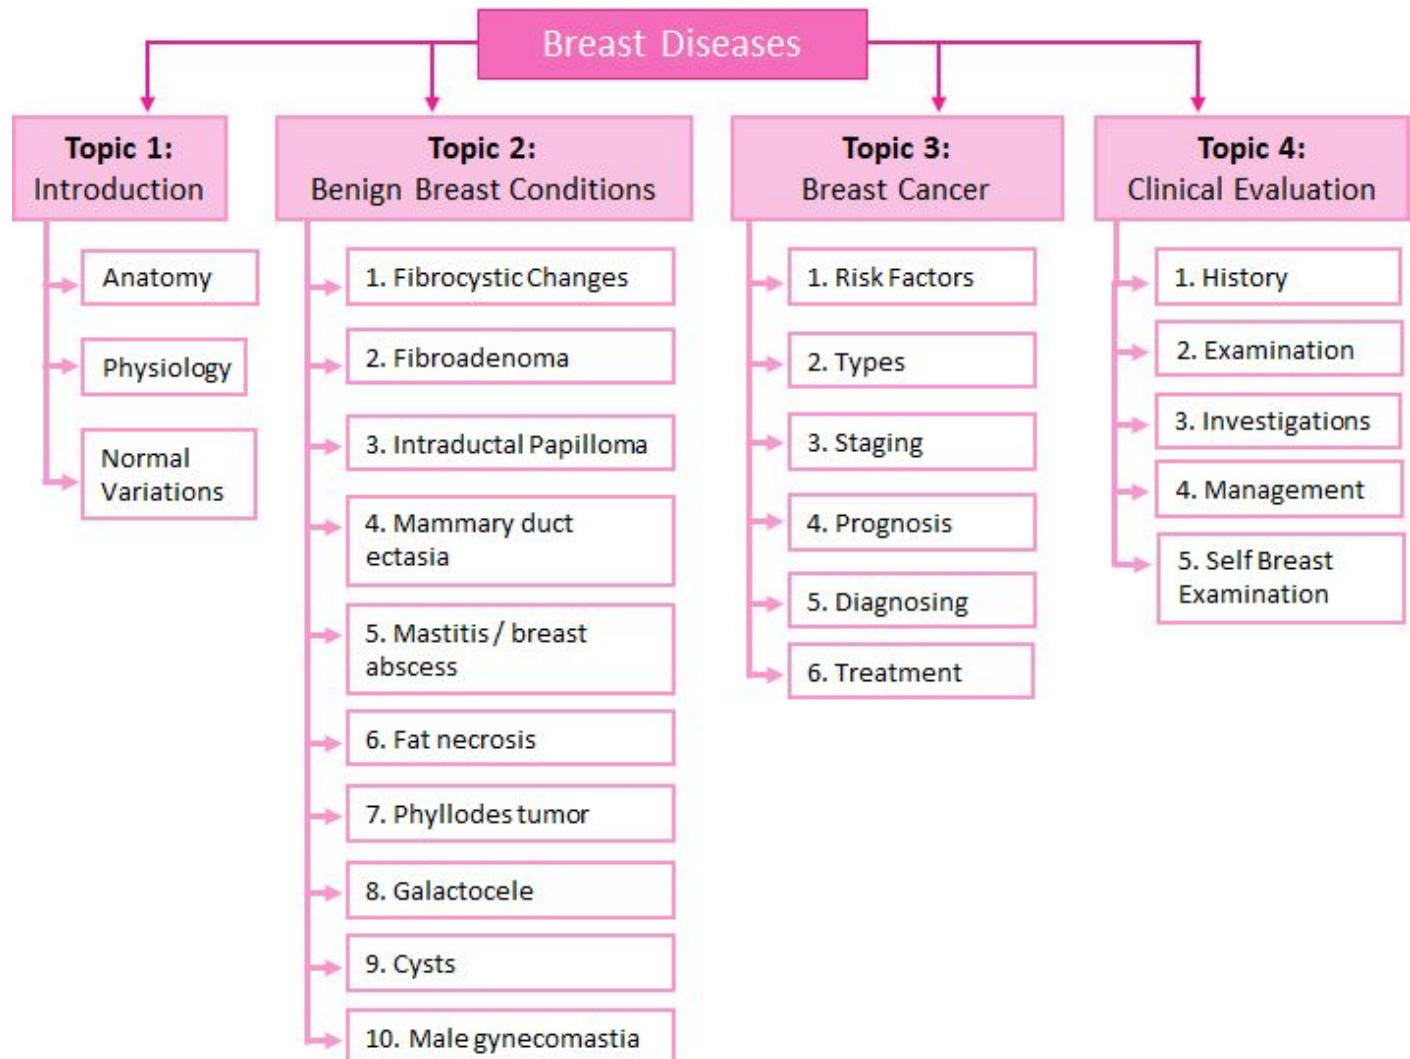 Breast Diseases
Topic 1:
Introduction
Anatomy
Physiology
Normal
Variations
Topic 2:
Benign Breast Conditions
1. Fibrocystic Changes
2. Fibroadenoma
3. Intraductal Papilloma
4. Mammary duct
ectasia
5. Mastitis / breast
abscess
6. Fat necrosis
7. Phyllodes tumor
8. Galactocele
9. Cysts
10. Male gynecomastia
Topic 3:
Breast Cancer
1. Risk Factors
2. Types
3. Staging
4. Prognosis
5. Diagnosing
6. Treatment
Topic 4:
Clinical Evaluation
1. History
2. Examination
3. Investigations
4. Management
5. Self Breast
Examination